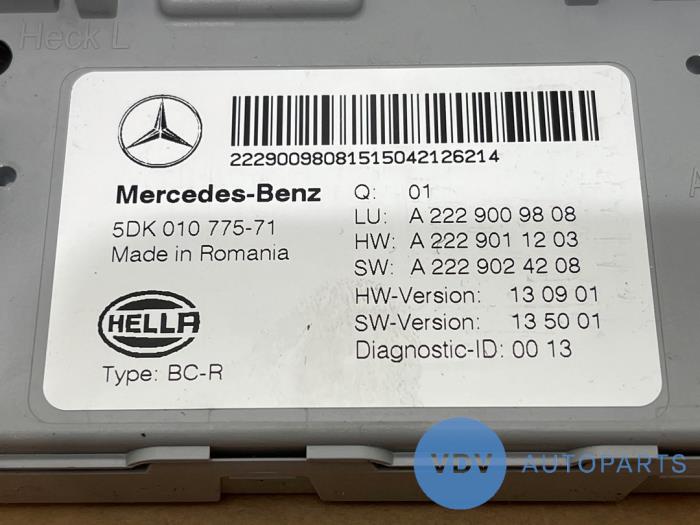 Heck L
2229009808151504212​6214
Mercedes-Benz
5DK 010 775-71
Made in Romania
HELLA
Type: BC-R
Q: 01
LU: A 222 900 98 08
HW: A 222 901 12 03
SW: A 222 902 42 08
HW-Version: 13 09 01
SW-Version: 13 50 01
Diagnostic-ID: 00 13
VDV AUTOPARTS